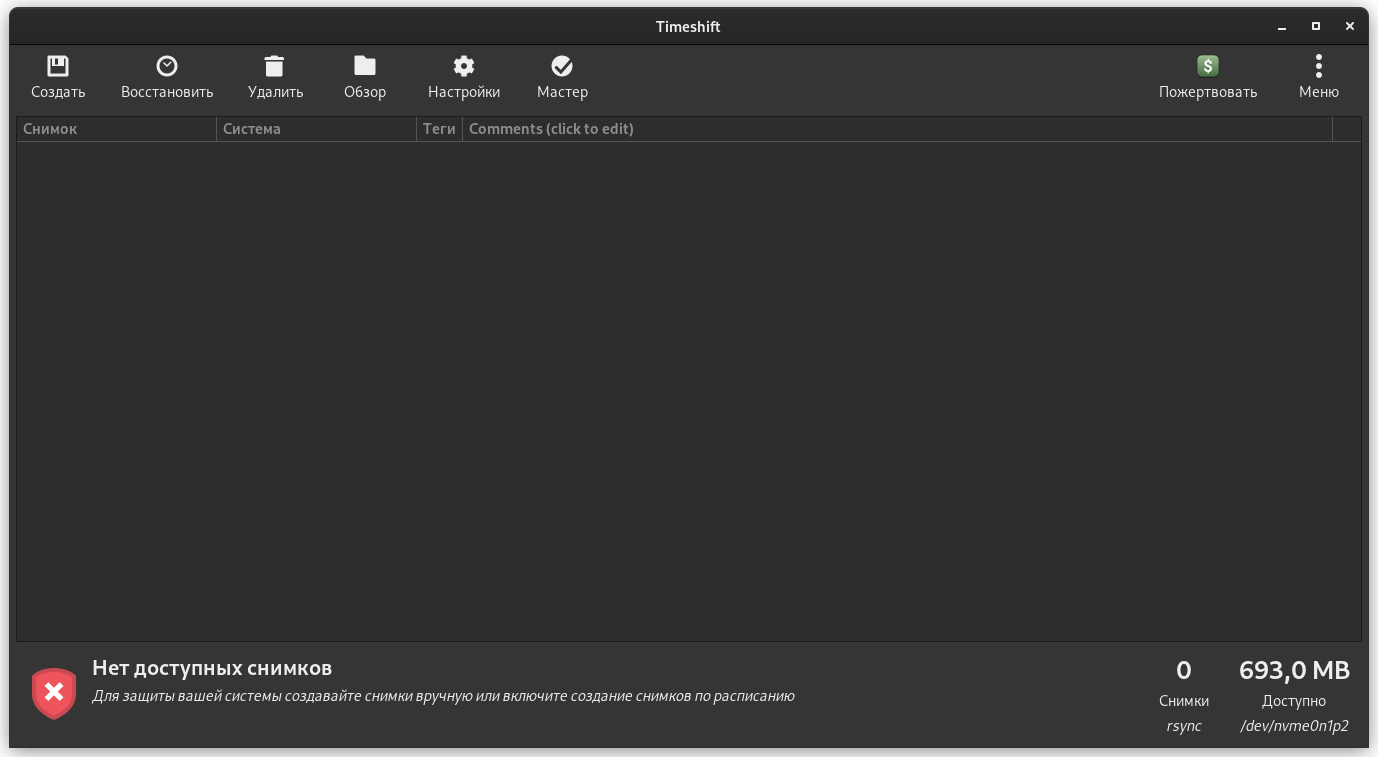 Timeshift
Создать Восстановить Удалить Обзор Настройки Мастер Пожертвовать Меню
Снимок Система Теги Comments (click to edit)
Нет доступных снимков
Для защиты вашей системы создавайте снимки вручную или включите создание снимков по расписанию
0 693,0 MB
Снимки Доступно
rsync /dev/nvme0n1p2